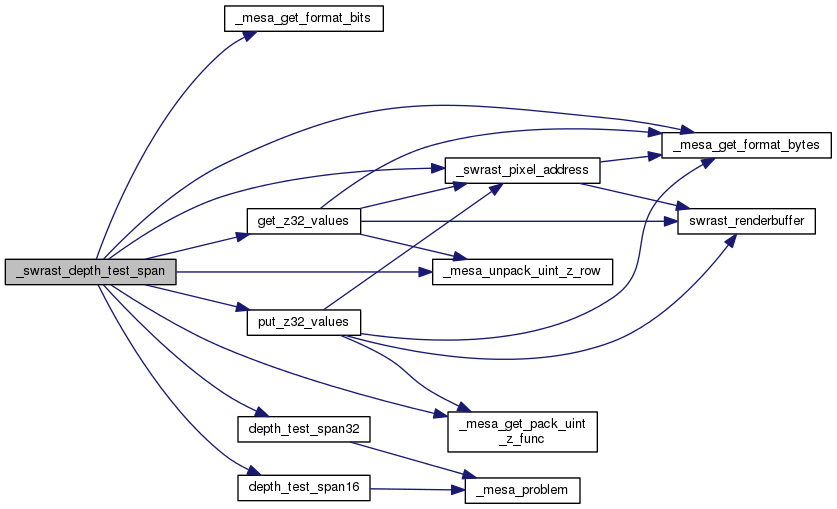 _mesa_get_format_bits
_mesa_get_format_bytes
_swrast_pixel_address
get_z32_values
swrast_renderbuffer
_swrast_depth_test_span
_mesa_unpack_uint_z_row
put_z32_values
depth_test_span32
_mesa_get_pack_uint
_z_func
depth_test_span16
_mesa_problem